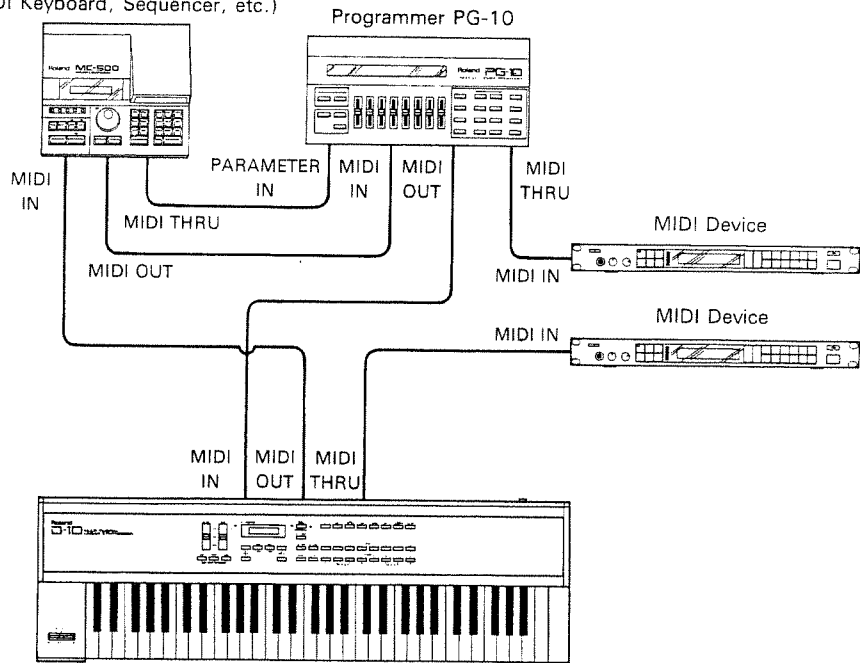 DI Keyboard, Sequencer, etc.)
Programmer PG-10
Roland MC-500
Roland PG-10
MIDI
IN
PARAMETER
IN
MIDI
IN
MIDI
OUT
MIDI
THRU
MIDI THRU
MIDI OUT
MIDI Device
MIDI IN
MIDI Device
MIDI IN
MIDI
IN
MIDI
OUT
MIDI
THRU
Roland
D-10